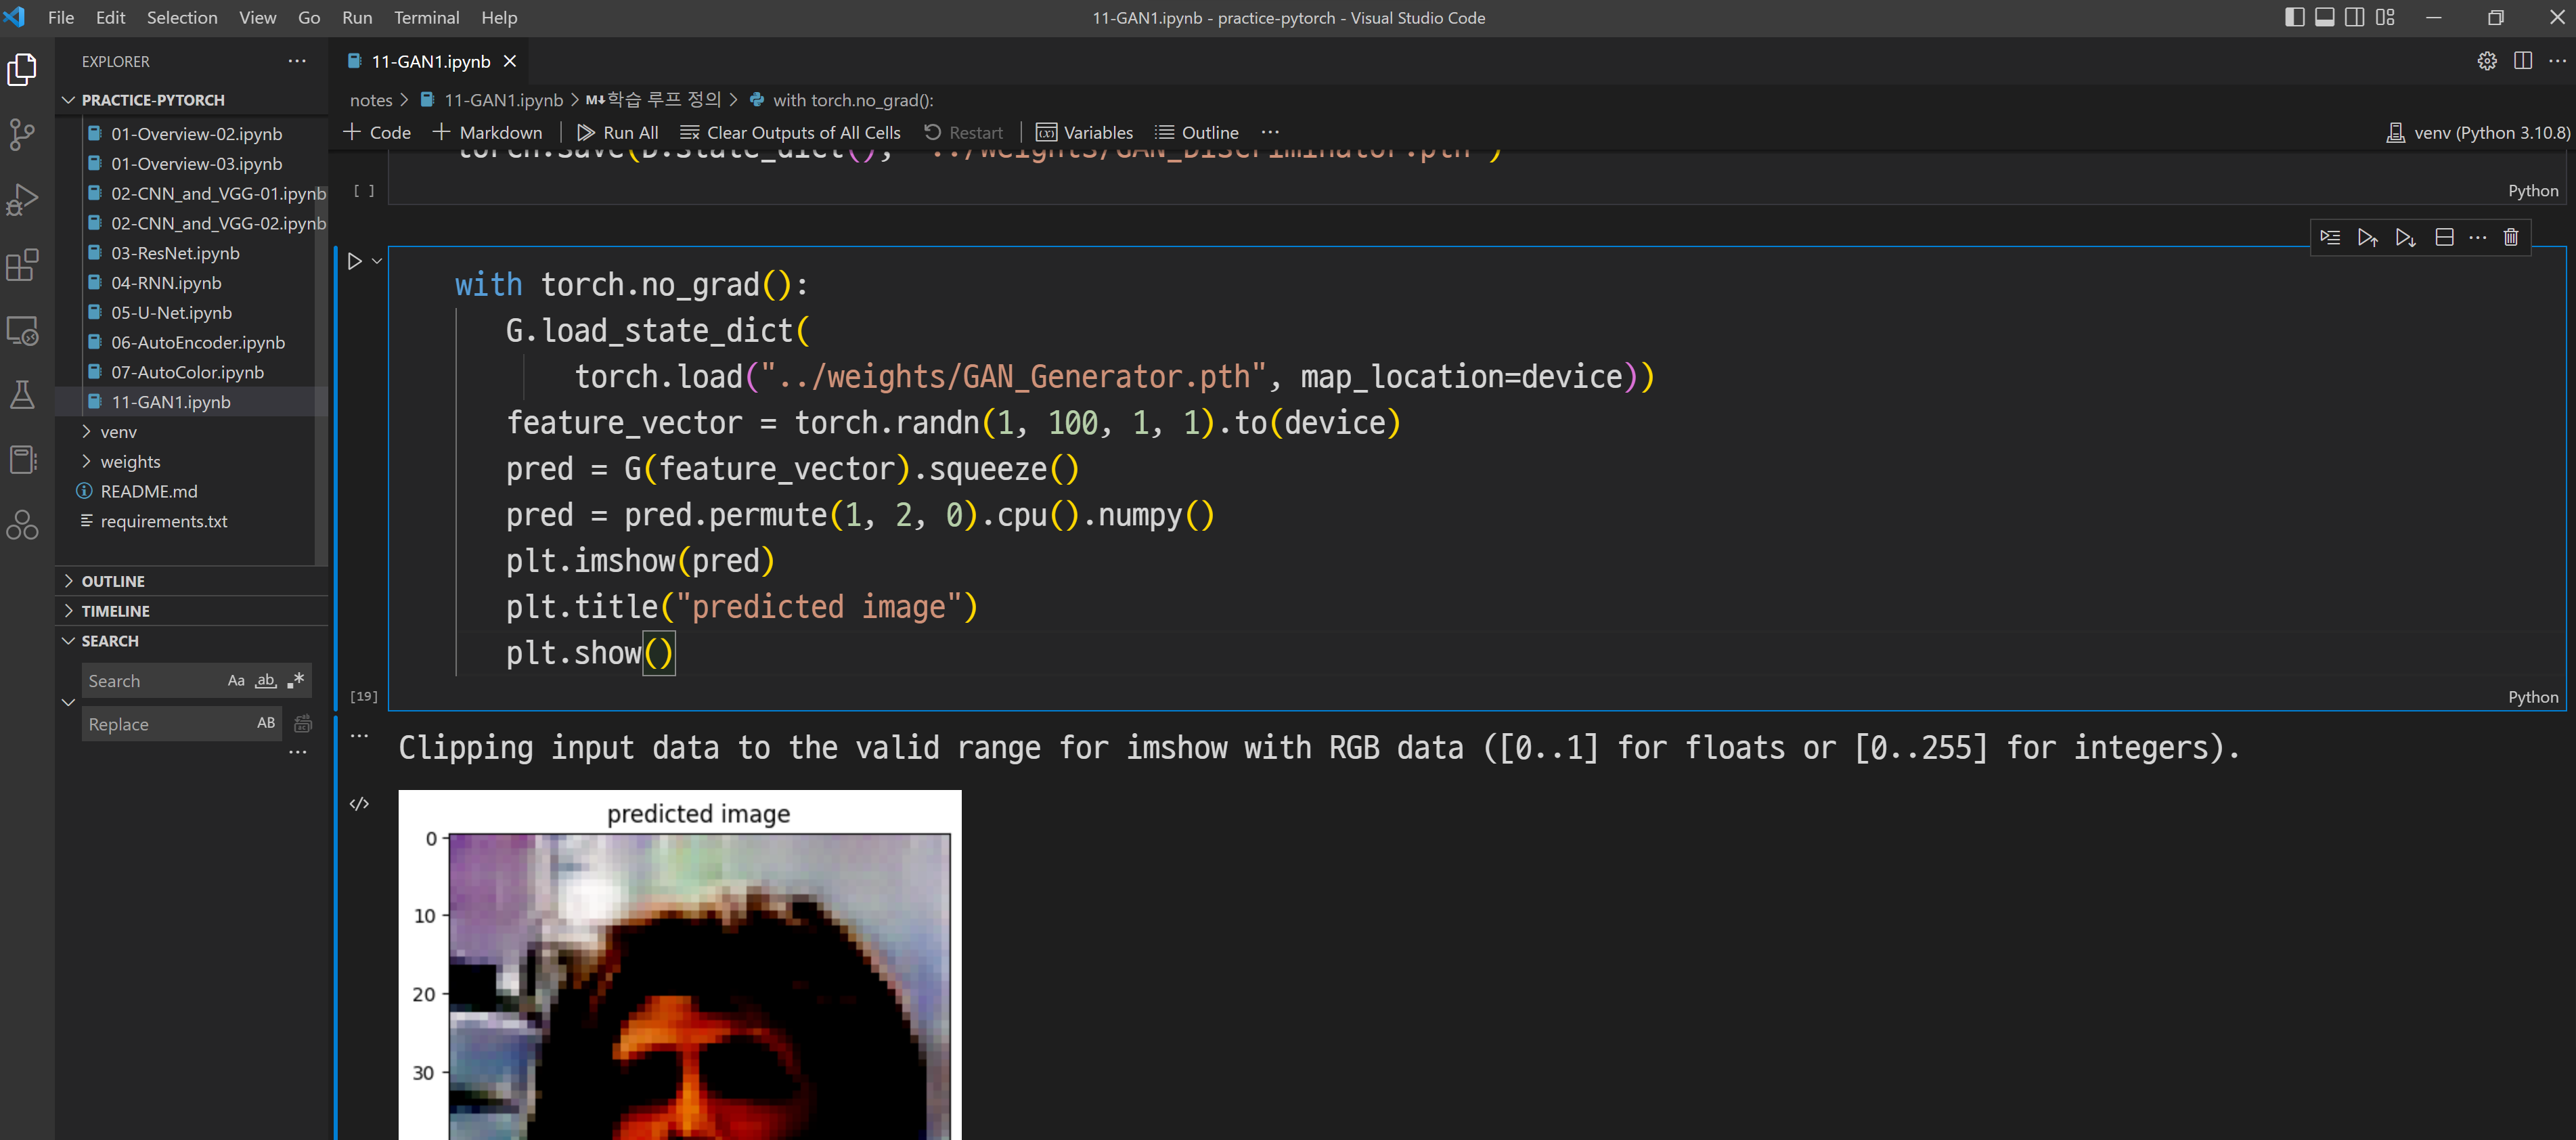 File Edit Selection View Go Run Terminal Help
11-GAN1.ipynb - practice-pytorch - Visual Studio Code
EXPLORER
PRACTICE-PYTORCH
01-Overview-02.ipynb
01-Overview-03.ipynb
02-CNN_and_VGG-01.ipynb
02-CNN_and_VGG-02.ipynb
03-ResNet.ipynb
04-RNN.ipynb
05-U-Net.ipynb
06-AutoEncoder.ipynb
07-AutoColor.ipynb
11-GAN1.ipynb
venv
weights
README.md
requirements.txt
OUTLINE
TIMELINE
SEARCH
Search Aa ab
Replace AB
11-GAN1.ipynb
notes > 11-GAN1.ipynb > M↓학습 루프 정의 > with torch.no_grad():
+ Code + Markdown Run All Clear Outputs of All Cells Restart Variables Outline ... venv (Python 3.10.8)
torch.save(D.state_dict(), "../weights/GAN_Discriminator.pth")
[ ]
Python
with torch.no_grad():
G.load_state_dict(
torch.load("../weights/GAN_Generator.pth", map_location=device))
feature_vector = torch.randn(1, 100, 1, 1).to(device)
pred = G(feature_vector).squeeze()
pred = pred.permute(1, 2, 0).cpu().numpy()
plt.imshow(pred)
plt.title("predicted image")
plt.show()
[19]
Python
Clipping input data to the valid range for imshow with RGB data ([0..1] for floats or [0..255] for integers).
predicted image
0
10
20
30